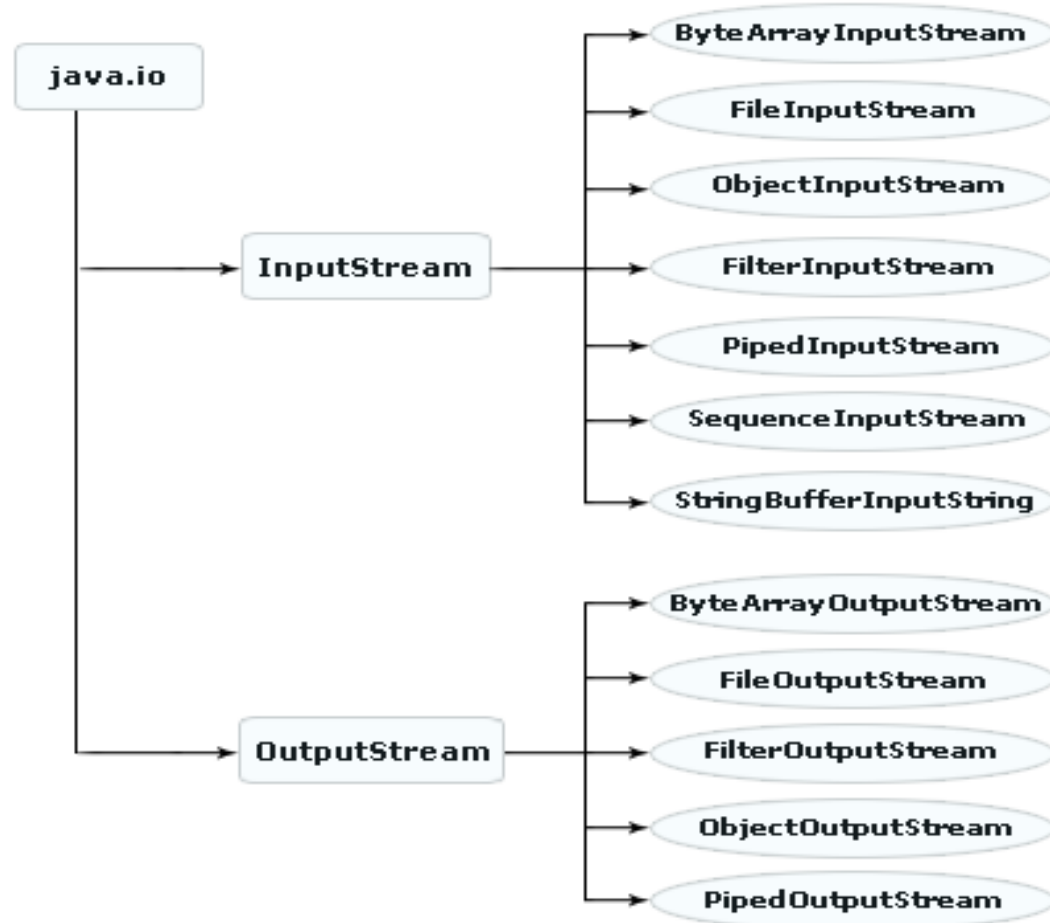 java.io
InputStream
ByteArrayInputStream
FileInputStream
ObjectInputStream
FilterInputStream
PipedInputStream
SequenceInputStream
StringBufferInputString
OutputStream
ByteArrayOutputStream
FileOutputStream
FilterOutputStream
ObjectOutputStream
PipedOutputStream